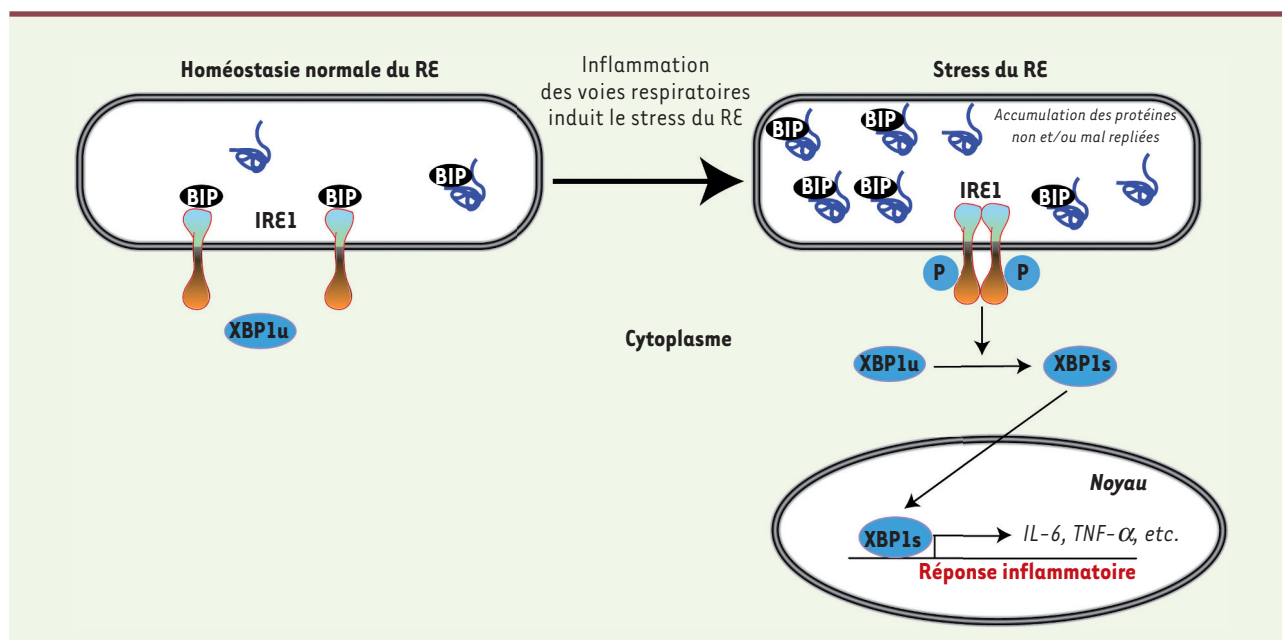 Homéostasie normale du RE
Inflammation
des voies respiratoires
induit le stress du RE
Stress du RE
BIP
BIP
BIP
IRE1
BIP
BIP
Accumulation des protéines
non et/ou mal repliées
BIP
BIP
IRE1
BIP
P
P
XBP1u
Cytoplasme
XBP1u
XBP1s
Noyau
XBP1s
IL-6, TNF-α, etc.
Réponse inflammatoire